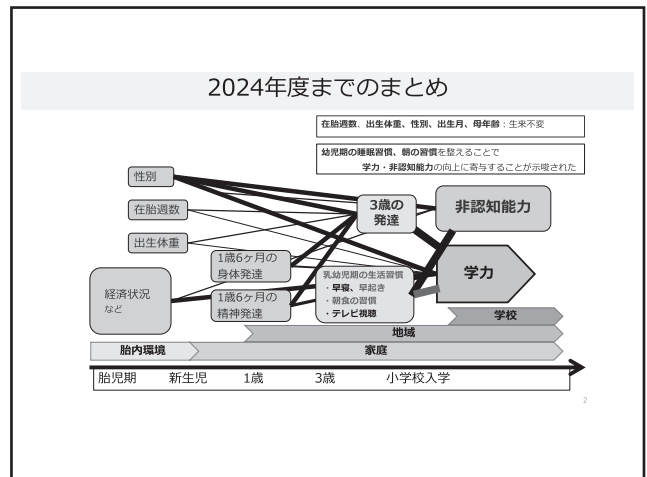 2024年度までのまとめ
在胎週数、出生体重、性別、出生月、母年齢：生来不変
幼児期の睡眠習慣、朝の習慣を整えることで
学力・非認知能力の向上に寄与することが示唆された
性別
在胎週数
出生体重
経済状況
など
1歳6ヶ月の
身体発達
1歳6ヶ月の
精神発達
3歳の
発達
乳幼児期の生活習慣
・早寝、早起き
・朝食の習慣
・テレビ視聴
非認知能力
学力
学校
地域
胎内環境
家庭
胎児期 新生児 1歳 3歳 小学校入学
2